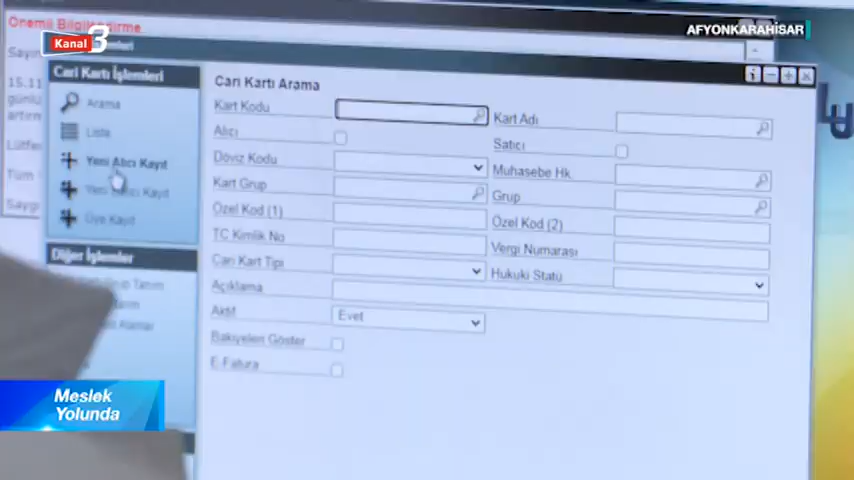 Önemli Bilgilendirme
Kanal 3
AFYONKARAHİSAR
15.11
Cari Kartı İşlemleri
Arama
Liste
Yeni Alıcı Kayıt
Üye Kayıt
Diğer İşlemler
Cari Kartı Arama
Kart Kodu
Kart Adı
Alıcı
Satıcı
Döviz Kodu
Muhasebe Hk.
Kart Grup
Grup
Özel Kod (1)
Özel Kod (2)
TC Kimlik No
Vergi Numarası
Cari Kart Tipi
Hukuki Statü
Açıklama
Aktif
Evet
Bakiyeleri Göster
E-Fatura
Meslek
Yolunda